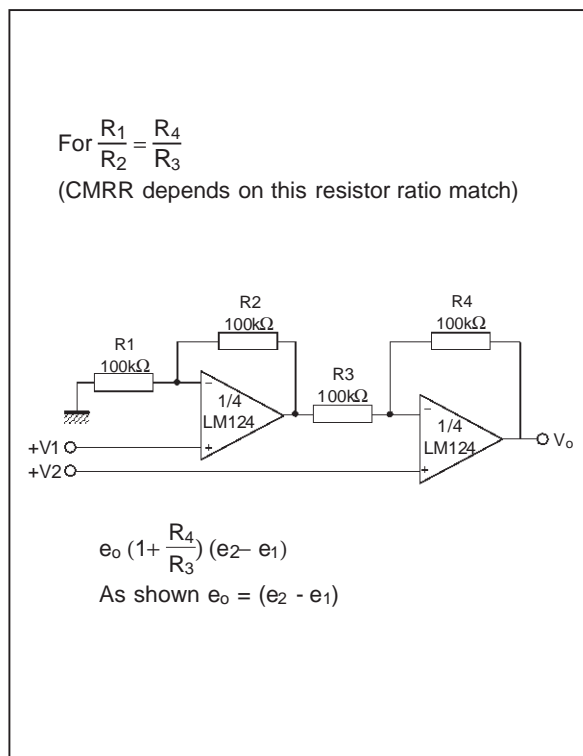 For R1/R2 = R4/R3
(CMRR depends on this resistor ratio match)
R2
100kΩ
R4
100kΩ
R1
100kΩ
R3
100kΩ
1/4
LM124
1/4
LM124
+V1
+V2
Vo
eo (1+ R4/R3) (e2– e1)
As shown eo = (e2 - e1)